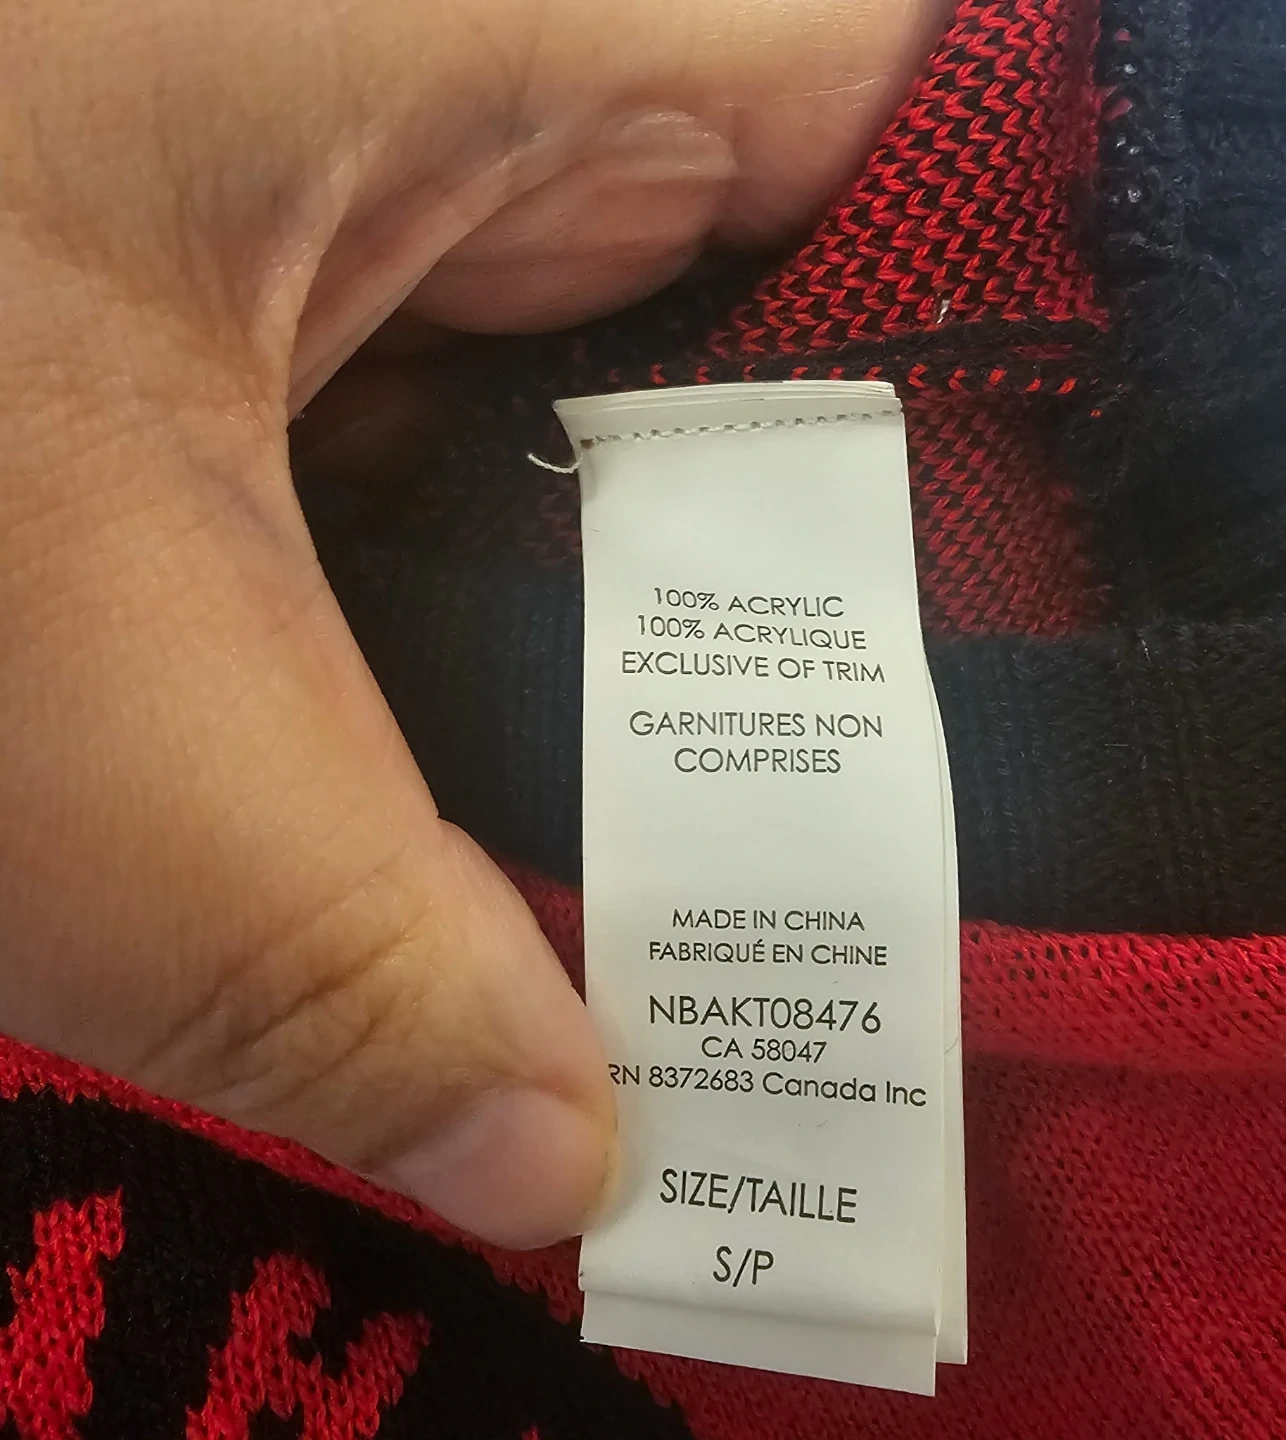 100% ACRYLIC
100% ACRYLIQUE
EXCLUSIVE OF TRIM
GARNITURES NON
COMPRISES
MADE IN CHINA
FABRIQUÉ EN CHINE
NBAKT08476
CA 58047
RN 8372683 Canada Inc
SIZE/TAILLE
S/P